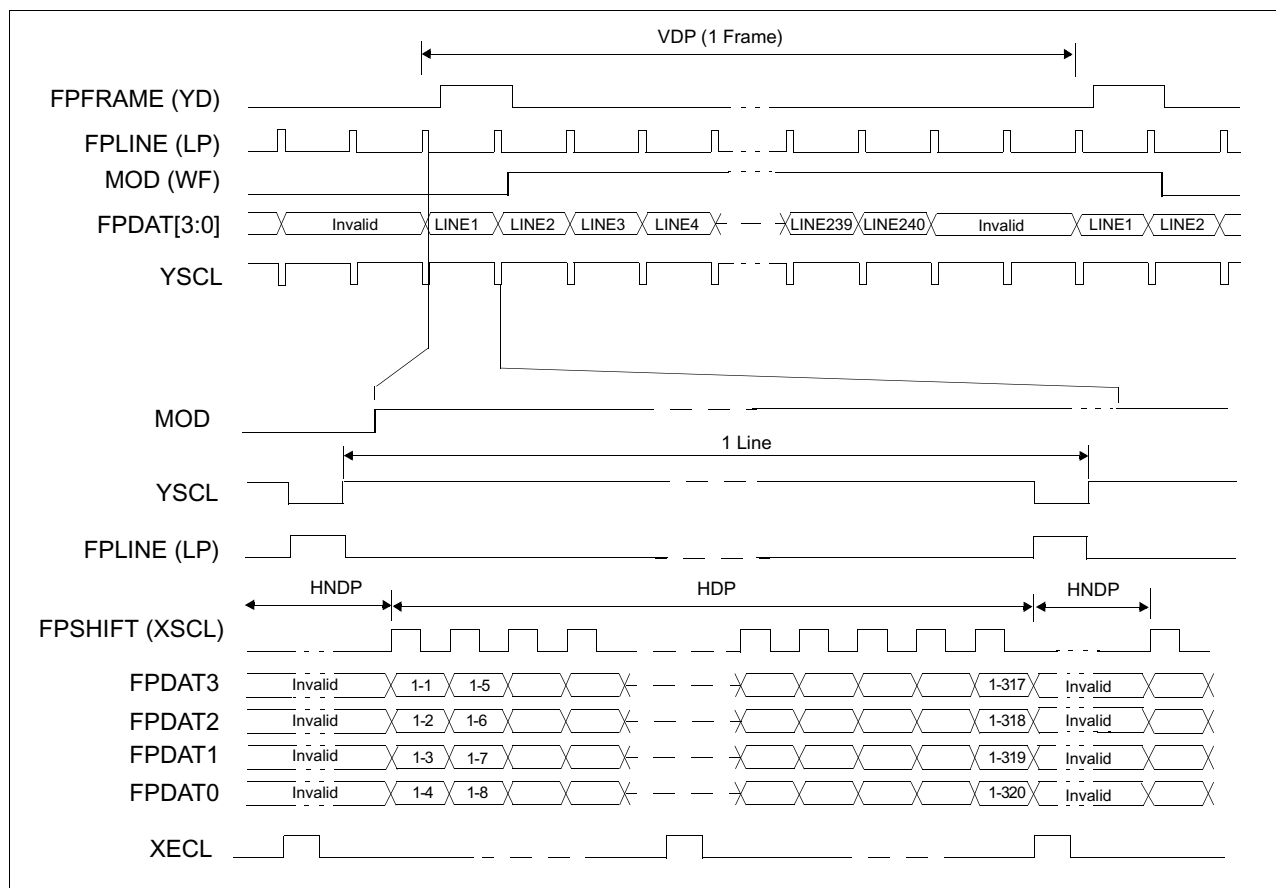 VDP (1 Frame)
FPFRAME (YD)
FPLINE (LP)
MOD (WF)
FPDAT[3:0] Invalid LINE1 LINE2 LINE3 LINE4 LINE239 LINE240 Invalid LINE1 LINE2
YSCL
MOD
1 Line
YSCL
FPLINE (LP)
HNDP HDP HNDP
FPSHIFT (XSCL)
FPDAT3 Invalid 1-1 1-5 1-317 Invalid
FPDAT2 Invalid 1-2 1-6 1-318 Invalid
FPDAT1 Invalid 1-3 1-7 1-319 Invalid
FPDAT0 Invalid 1-4 1-8 1-320 Invalid
XECL